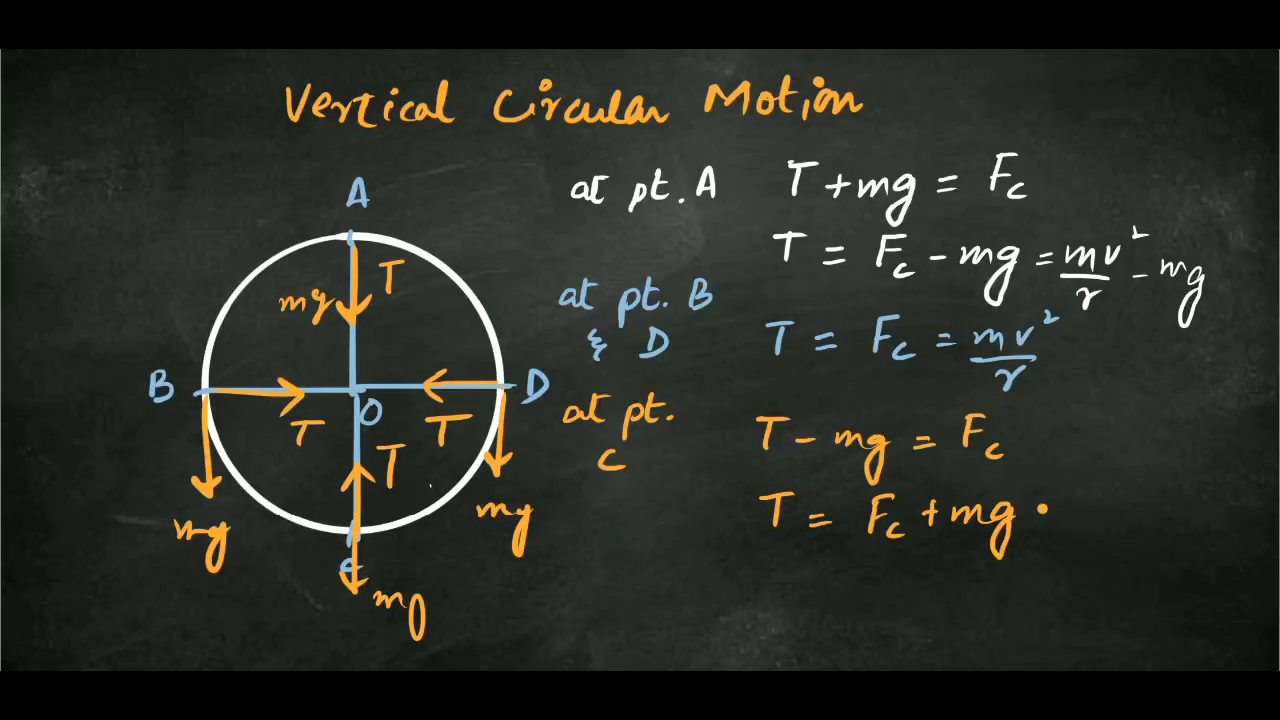 Vertical Circular Motion
A
T
mg
B
D
O
T
T
T
mg
mg
C
mg
at pt. A T + mg = Fc
T = Fc - mg = mv²/r - mg
at pt. B
& D T = Fc = mv²/r
at pt.
C T - mg = Fc
T = Fc + mg .